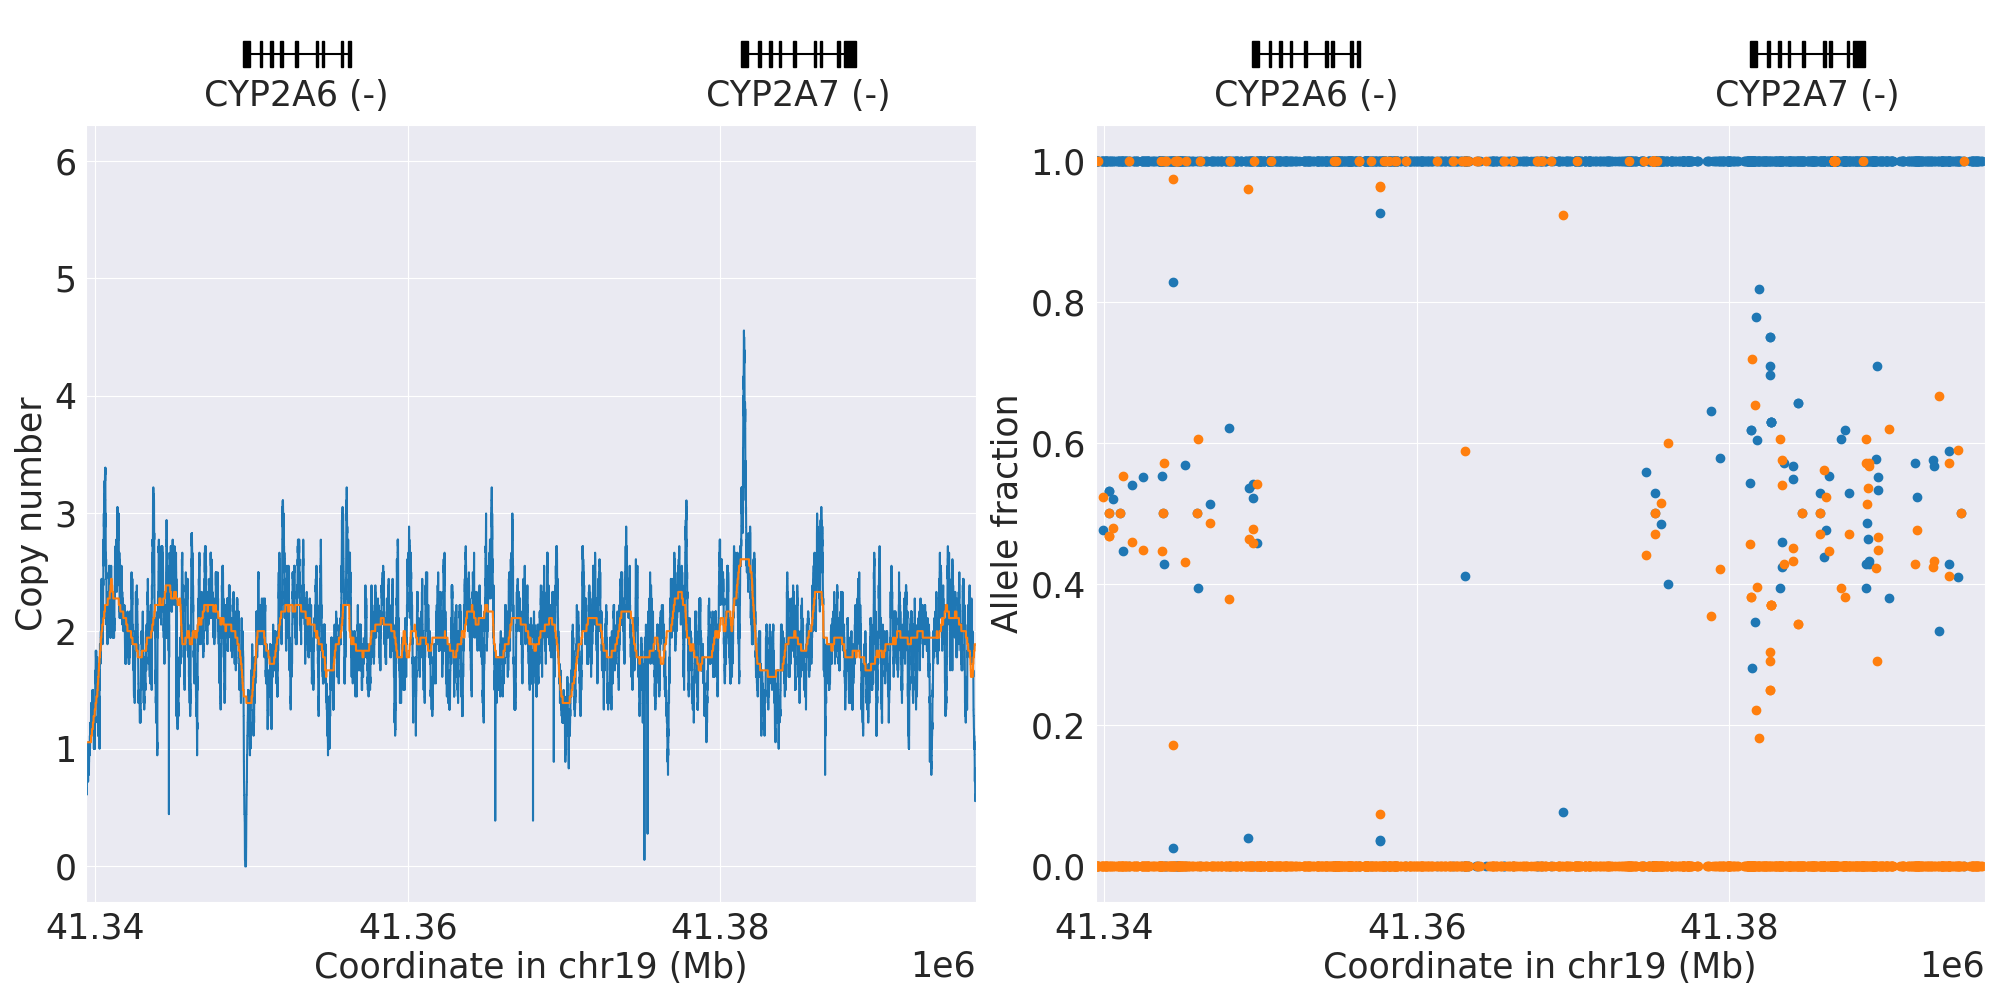 CYP2A6 (-) CYP2A7 (-)
6
5
4
3
2
1
0
Copy number
41.34 41.36 41.38
Coordinate in chr19 (Mb) 1e6
CYP2A6 (-) CYP2A7 (-)
1.0
0.8
0.6
0.4
0.2
0.0
Allele fraction
41.34 41.36 41.38
Coordinate in chr19 (Mb) 1e6